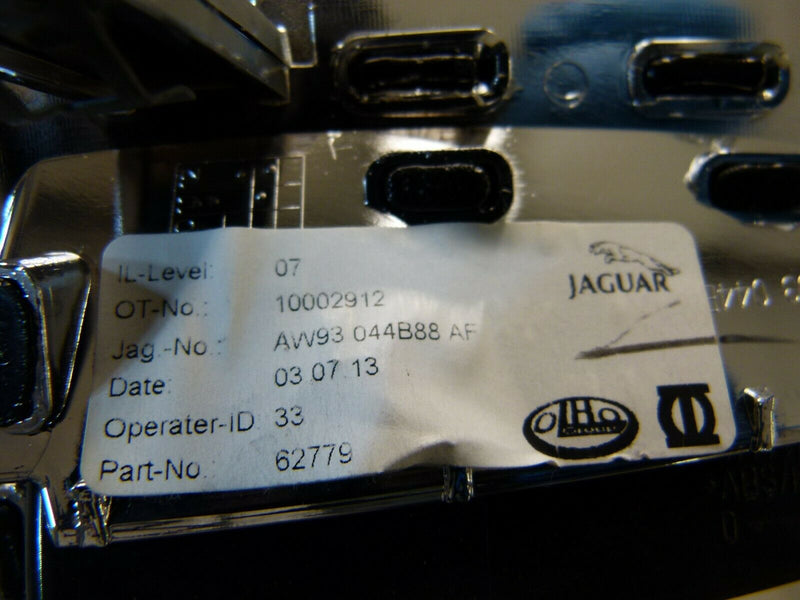 IL-Level: 07
OT-No.: 10002912
Jag.-No.: AW93 044B88 AF
Date: 03.07.13
Operater-ID 33
Part-No.: 62779
JAGUAR
OLHO